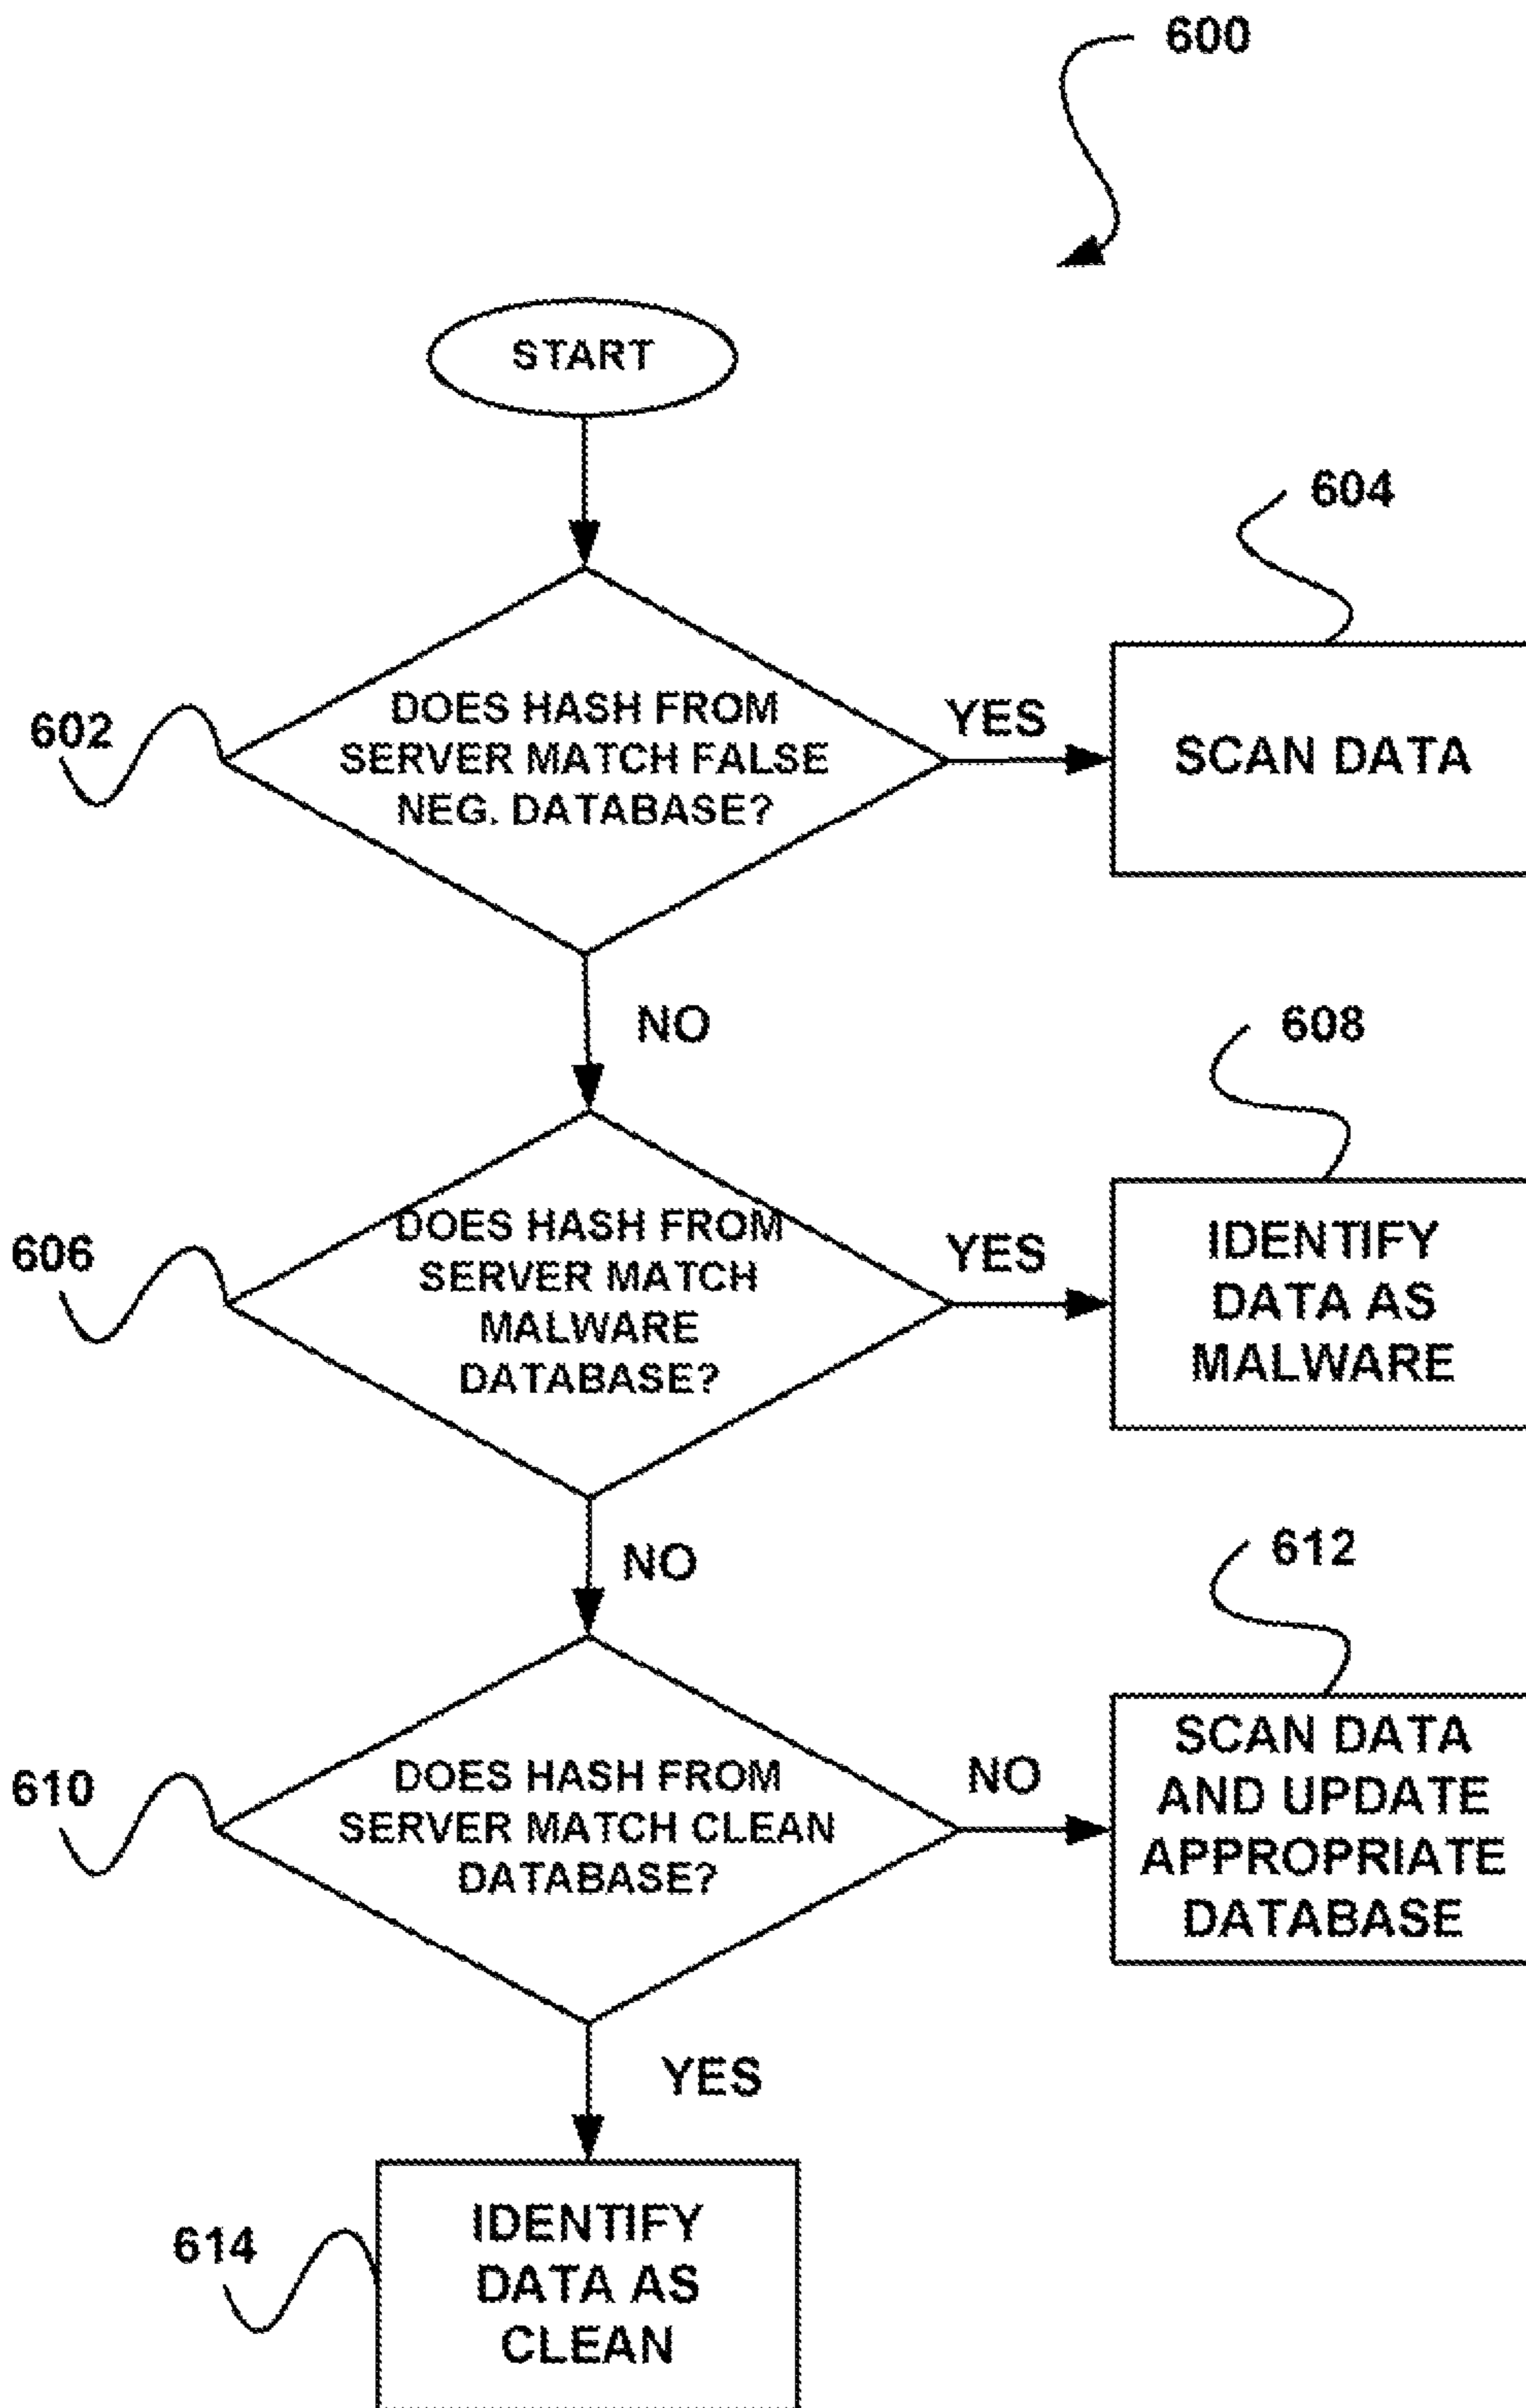 600
START
604
DOES HASH FROM
SERVER MATCH FALSE
NEG. DATABASE?
602
YES
SCAN DATA
NO
608
DOES HASH FROM
SERVER MATCH
MALWARE
DATABASE?
606
YES
IDENTIFY
DATA AS
MALWARE
NO
612
DOES HASH FROM
SERVER MATCH CLEAN
DATABASE?
610
NO
SCAN DATA
AND UPDATE
APPROPRIATE
DATABASE
YES
614
IDENTIFY
DATA AS
CLEAN